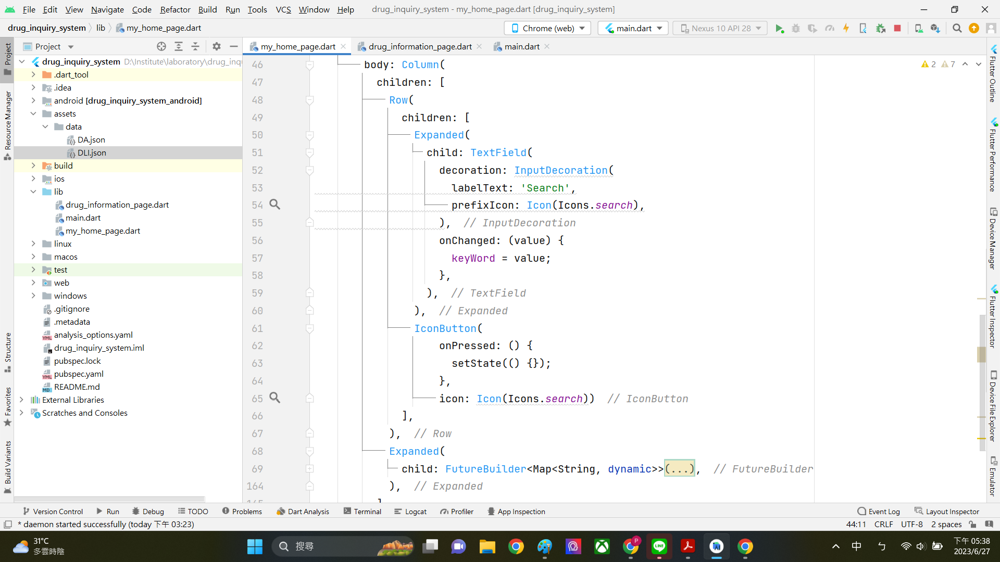 File Edit View Navigate Code Refactor Build Run Tools VCS Window Help drug_inquiry_system - my_home_page.dart [drug_inquiry_system]
drug_inquiry_system lib my_home_page.dart Chrome (web) main.dart Nexus 10 API 28
Project my_home_page.dart drug_information_page.dart main.dart
drug_inquiry_system D:\Institute\laboratory\drug_inqu
.dart_tool
.idea
android [drug_inquiry_system_android]
assets
data
DA.json
DLI.json
build
ios
lib
drug_information_page.dart
main.dart
my_home_page.dart
linux
macos
test
web
windows
.gitignore
.metadata
analysis_options.yaml
drug_inquiry_system.iml
pubspec.lock
pubspec.yaml
README.md
External Libraries
Scratches and Consoles
Project
Resource Manager
Structure
Favorites
Build Variants
2 7
46 body: Column(
47 children: [
48 Row(
49 children: [
50 Expanded(
51 child: TextField(
52 decoration: InputDecoration(
53 labelText: 'Search',
54 prefixIcon: Icon(Icons.search),
55 ), // InputDecoration
56 onChanged: (value) {
57 keyWord = value;
58 },
59 ), // TextField
60 ), // Expanded
61 IconButton(
62 onPressed: () {
63 setState(() {});
64 },
65 icon: Icon(Icons.search)) // IconButton
66 ],
67 ), // Row
68 Expanded(
69 child: FutureBuilder<Map<String, dynamic>>(...), // FutureBuilder
164 ), // Expanded
165 ]
Flutter Outline
Flutter Performance
Device Manager
Flutter Inspector
Device File Explorer
Emulator
Version Control Run Debug TODO Problems Dart Analysis Terminal Logcat Profiler App Inspection Event Log Layout Inspector
* daemon started successfully (today 下午 03:23) 44:11 CRLF UTF-8 2 spaces
31°C
多雲時陰
搜尋
P
LINE
中
ㄣ
下午 05:38
2023/6/27